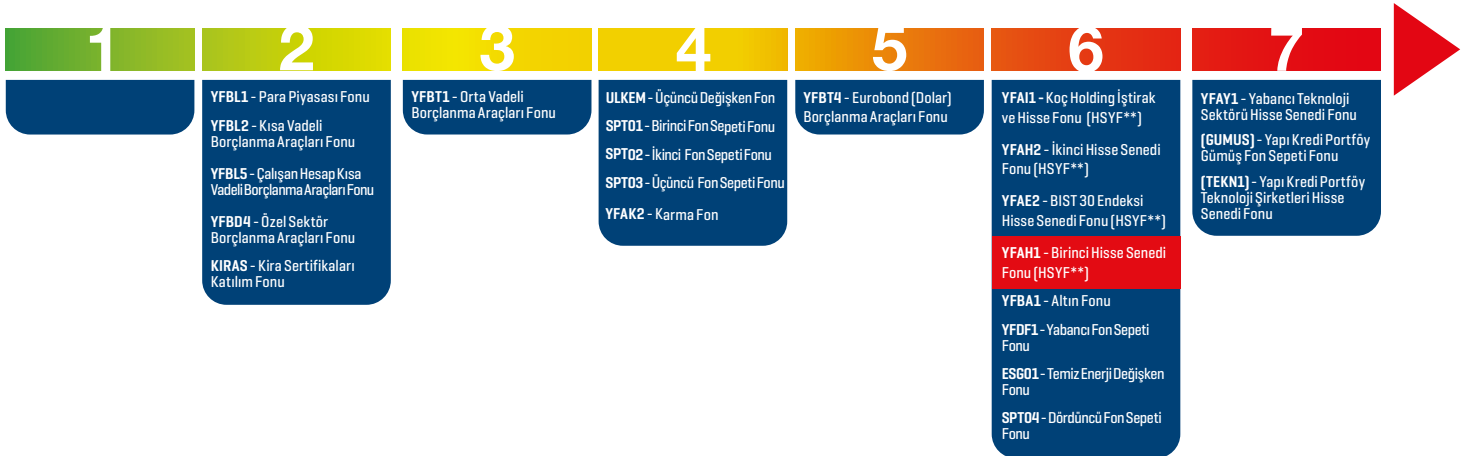 1
2
3
4
5
6
7
YFBL1 - Para Piyasası Fonu
YFBL2 - Kısa Vadeli
Borçlanma Araçları Fonu
YFBL5 - Çalışan Hesap Kısa
Vadeli Borçlanma Araçları Fonu
YFBD4 - Özel Sektör
Borçlanma Araçları Fonu
KIRAS - Kira Sertifikaları
Katılım Fonu
YFBT1 - Orta Vadeli
Borçlanma Araçları Fonu
ULKEM - Üçüncü Değişken Fon
SPT01 - Birinci Fon Sepeti Fonu
SPT02 - İkinci Fon Sepeti Fonu
SPT03 - Üçüncü Fon Sepeti Fonu
YFAK2 - Karma Fon
YFBT4 - Eurobond (Dolar)
Borçlanma Araçları Fonu
YFAI1 - Koç Holding İştirak
ve Hisse Fonu (HSYF**)
YFAH2 - İkinci Hisse Senedi
Fonu (HSYF**)
YFAE2 - BIST 30 Endeksi
Hisse Senedi Fonu (HSYF**)
YFAH1 - Birinci Hisse Senedi
Fonu (HSYF**)
YFBA1 - Altın Fonu
YFDF1 - Yabancı Fon Sepeti
Fonu
ESG01 - Temiz Enerji Değişken
Fonu
SPT04 - Dördüncü Fon Sepeti
Fonu
YFAY1 - Yabancı Teknoloji
Sektörü Hisse Senedi Fonu
(GUMUS) - Yapı Kredi Portföy
Gümüş Fon Sepeti Fonu
(TEKN1) - Yapı Kredi Portföy
Teknoloji Şirketleri Hisse
Senedi Fonu